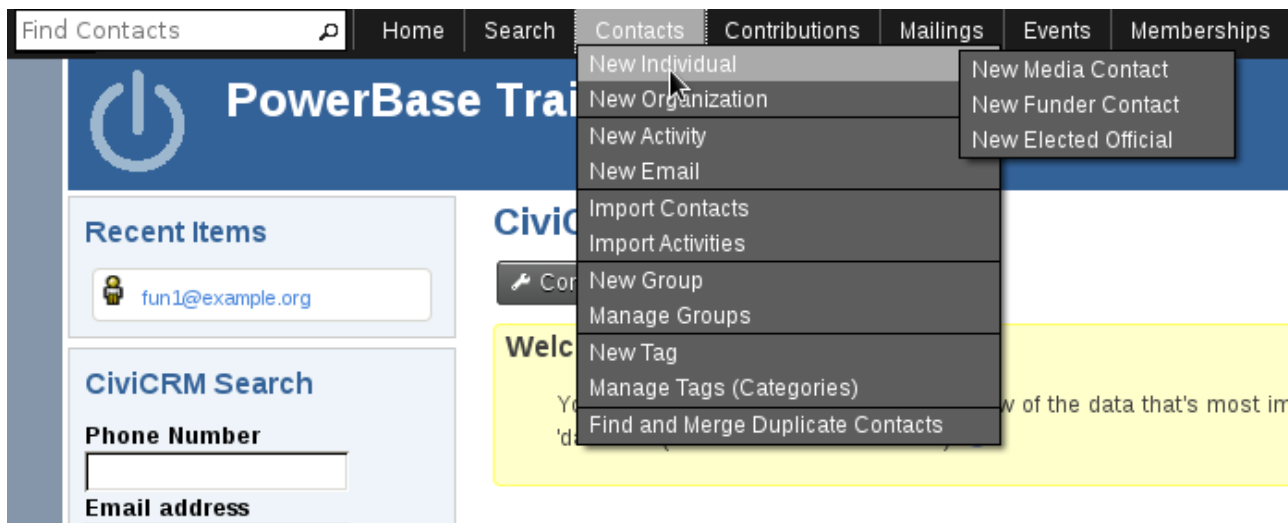 Find Contacts Home Search Contacts Contributions Mailings Events Memberships
New Individual
New Organization
New Activity
New Email
Import Contacts
Import Activities
New Group
Manage Groups
New Tag
Manage Tags (Categories)
Find and Merge Duplicate Contacts
New Media Contact
New Funder Contact
New Elected Official
PowerBase Trai
Recent Items
fun1@example.org
CiviCRM Search
Phone Number
Email address
Civi
Welc
of the data that's most im